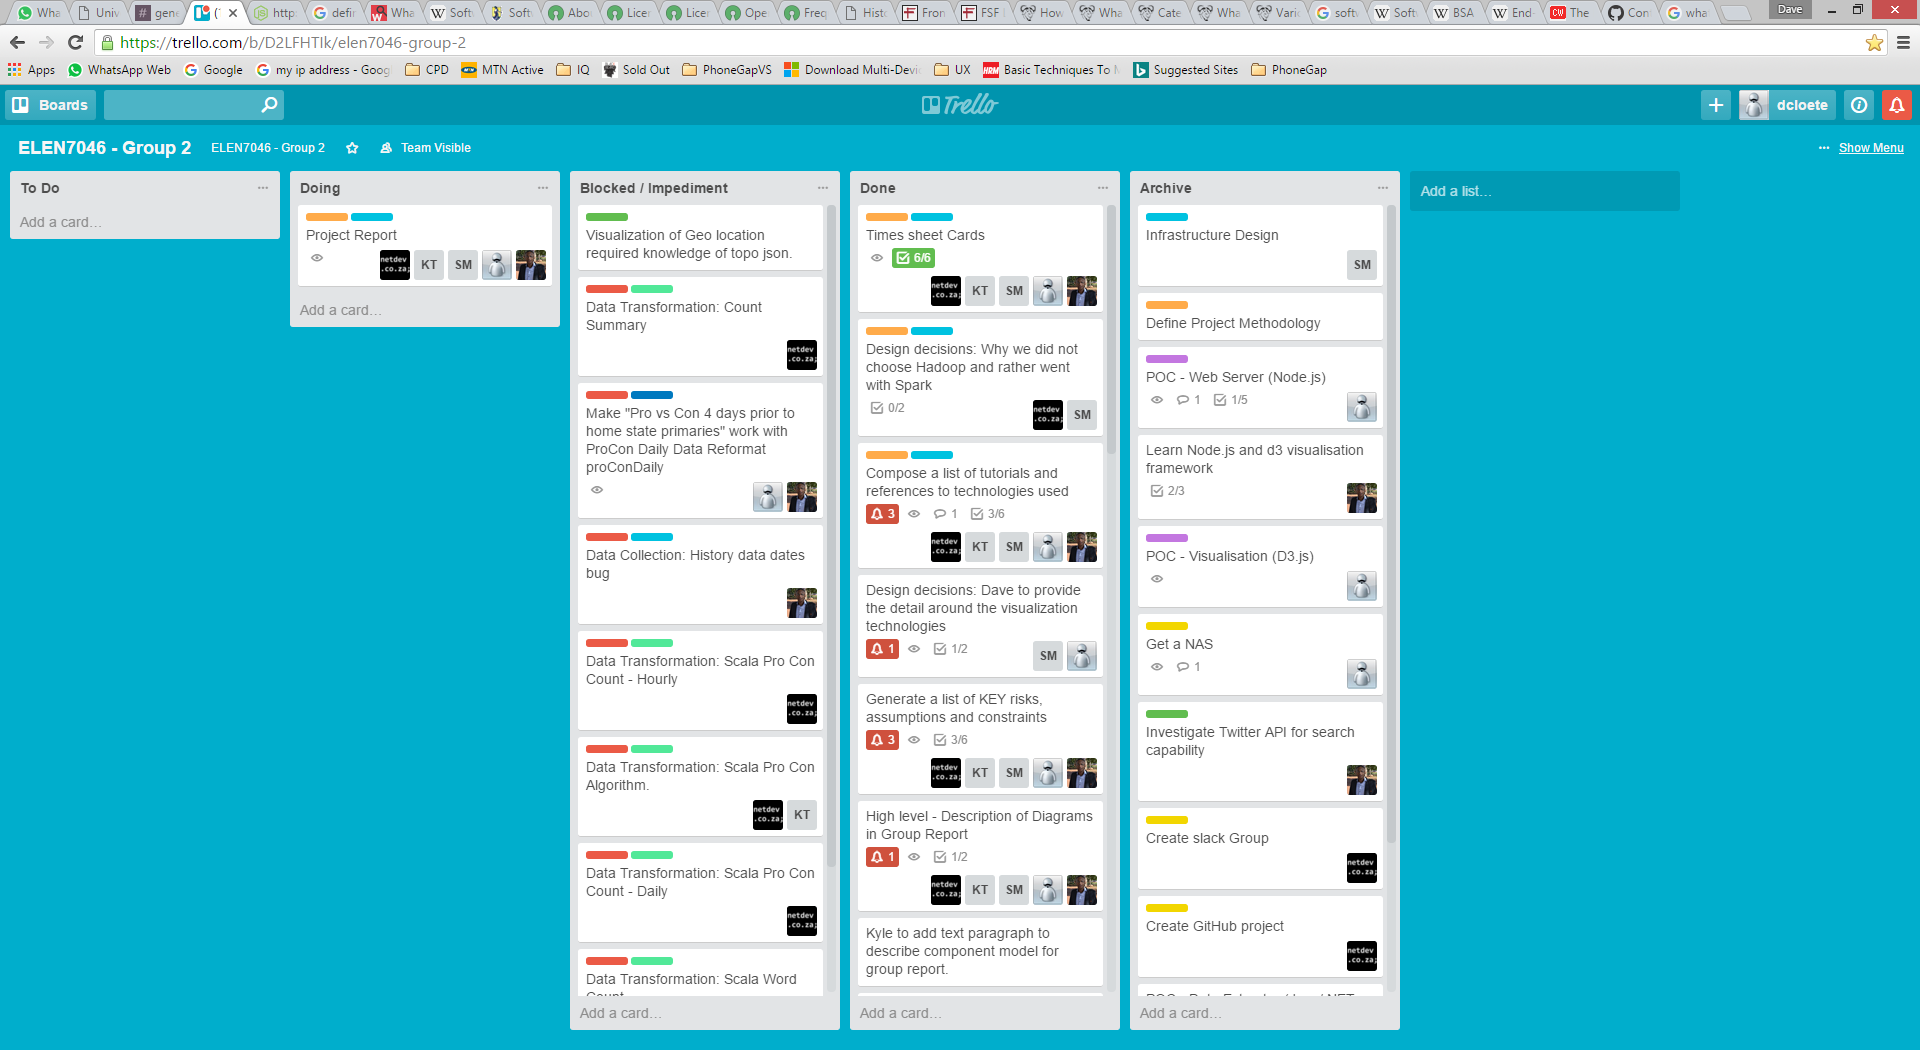 Wha
Univ
gene
(1
http
defin
Wha
Softw
Softw
Abou
Licen
Licen
Ope
Freq
Histo
Fron
FSF
How
Wha
Cate
Wha
Vario
softw
Softw
BSA
End-
The
Cont
what
Dave
https://trello.com/b/D2LFHTIk/elen7046-group-2
Apps
WhatsApp Web
Google
my ip address - Goog
CPD
MTN Active
IQ
Sold Out
PhoneGapVS
Download Multi-Devi
UX
Basic Techniques To
Suggested Sites
PhoneGap
Boards
Trello
dcloete
ELEN7046 - Group 2
ELEN7046 - Group 2
Team Visible
Show Menu
To Do
Add a card...
Doing
Project Report
netdev
.co.za;
KT
SM
Add a card...
Blocked / Impediment
Visualization of Geo location
required knowledge of topo json.
Data Transformation: Count
Summary
netdev
.co.za;
Make "Pro vs Con 4 days prior to
home state primaries" work with
ProCon Daily Data Reformat
proConDaily
Data Collection: History data dates
bug
Data Transformation: Scala Pro Con
Count - Hourly
netdev
.co.za;
Data Transformation: Scala Pro Con
Algorithm.
netdev
.co.za;
KT
Data Transformation: Scala Pro Con
Count - Daily
netdev
.co.za;
Data Transformation: Scala Word
Count
Add a card...
Done
Times sheet Cards
6/6
netdev
.co.za;
KT
SM
Design decisions: Why we did not
choose Hadoop and rather went
with Spark
0/2
netdev
.co.za;
SM
Compose a list of tutorials and
references to technologies used
3
1
3/6
netdev
.co.za;
KT
SM
Design decisions: Dave to provide
the detail around the visualization
technologies
1
1/2
SM
Generate a list of KEY risks,
assumptions and constraints
3
3/6
netdev
.co.za;
KT
SM
High level - Description of Diagrams
in Group Report
1
1/2
netdev
.co.za;
KT
SM
Kyle to add text paragraph to
describe component model for
group report.
Add a card...
Archive
Infrastructure Design
SM
Define Project Methodology
POC - Web Server (Node.js)
1
1/5
Learn Node.js and d3 visualisation
framework
2/3
POC - Visualisation (D3.js)
Get a NAS
1
Investigate Twitter API for search
capability
Create slack Group
netdev
.co.za;
Create GitHub project
netdev
.co.za;
Add a card...
Add a list...